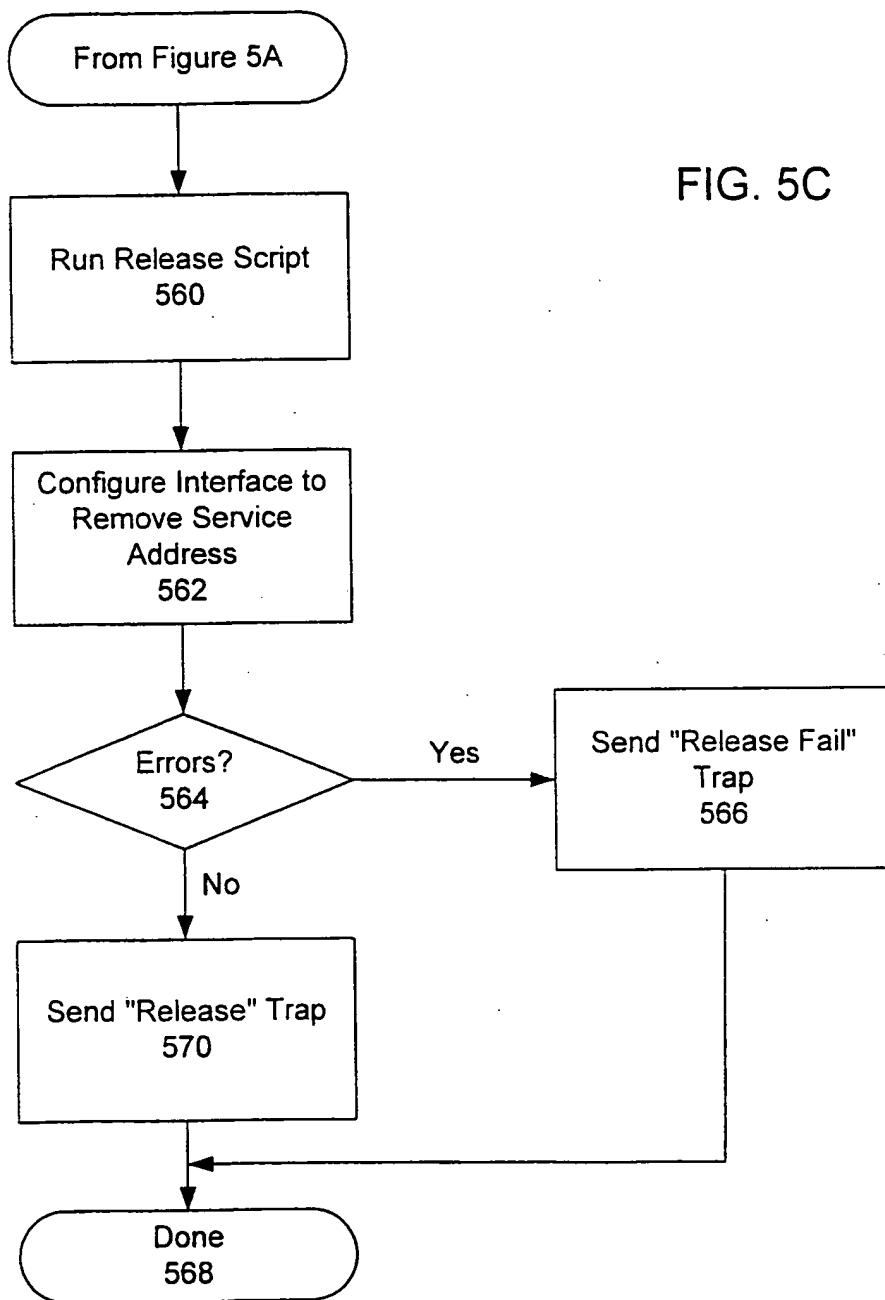 From Figure 5A
FIG. 5C
Run Release Script
560
Configure Interface to
Remove Service
Address
562
Errors?
564
Yes
Send "Release Fail"
Trap
566
No
Send "Release" Trap
570
Done
568